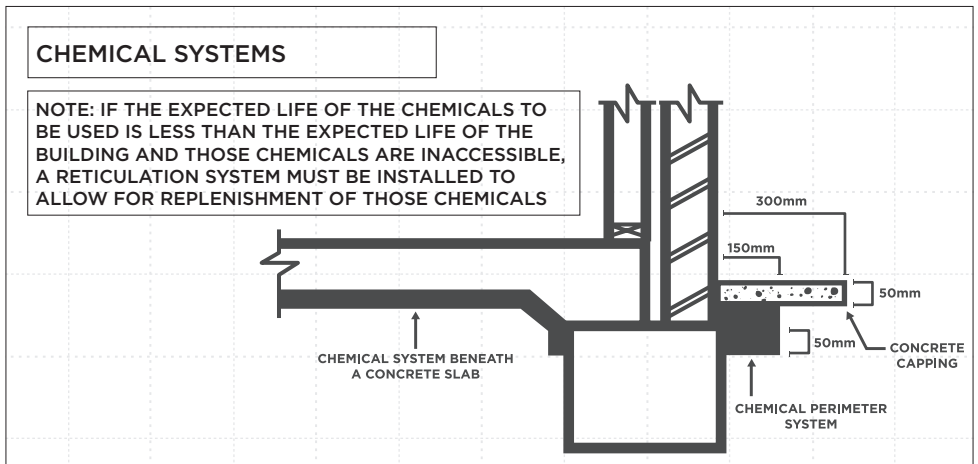 CHEMICAL SYSTEMS
NOTE: IF THE EXPECTED LIFE OF THE CHEMICALS TO
BE USED IS LESS THAN THE EXPECTED LIFE OF THE
BUILDING AND THOSE CHEMICALS ARE INACCESSIBLE,
A RETICULATION SYSTEM MUST BE INSTALLED TO
ALLOW FOR REPLENISHMENT OF THOSE CHEMICALS
300mm
150mm
50mm
50mm
CHEMICAL SYSTEM BENEATH
A CONCRETE SLAB
CONCRETE
CAPPING
CHEMICAL PERIMETER
SYSTEM